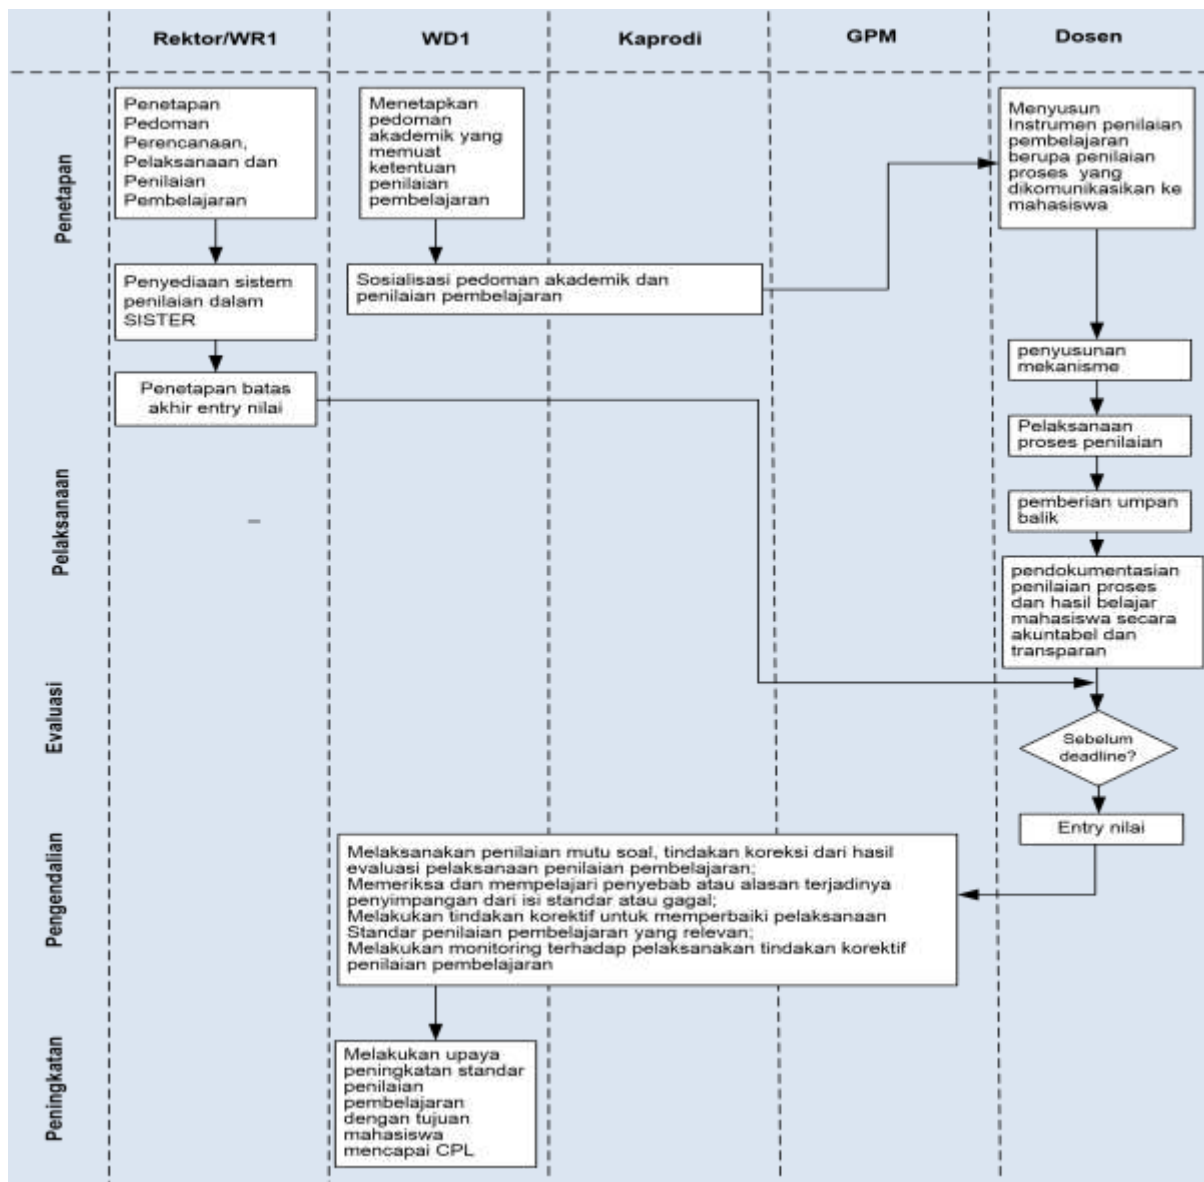 Rektor/WR1
WD1
Kaprodi
GPM
Dosen
Penetapan
Penetapan
Pedoman
Perencanaan,
Pelaksanaan dan
Penilaian
Pembelajaran
Menetapkan
pedoman
akademik yang
memuat
ketentuan
penilaian
pembelajaran
Menyusun
Instrumen penilaian
pembelajaran
berupa penilaian
proses yang
dikomunikasikan ke
mahasiswa
Penyediaan sistem
penilaian dalam
SISTER
Sosialisasi pedoman akademik dan
penilaian pembelajaran
Pelaksanaan
Penetapan batas
akhir entry nilai
penyusunan
mekanisme
Pelaksanaan
proses penilaian
pemberian umpan
balik
pendokumentasian
penilaian proses
dan hasil belajar
mahasiswa secara
akuntabel dan
transparan
Evaluasi
Sebelum
deadline?
Pengendalian
Entry nilai
Melaksanakan penilaian mutu soal, tindakan koreksi dari hasil
evaluasi pelaksanaan penilaian pembelajaran;
Memeriksa dan mempelajari penyebab atau alasan terjadinya
penyimpangan dari isi standar atau gagal;
Melakukan tindakan korektif untuk memperbaiki pelaksanaan
Standar penilaian pembelajaran yang relevan;
Melakukan monitoring terhadap pelaksanakan tindakan korektif
penilaian pembelajaran
Peningkatan
Melakukan upaya
peningkatan standar
penilaian
pembelajaran
dengan tujuan
mahasiswa
mencapai CPL